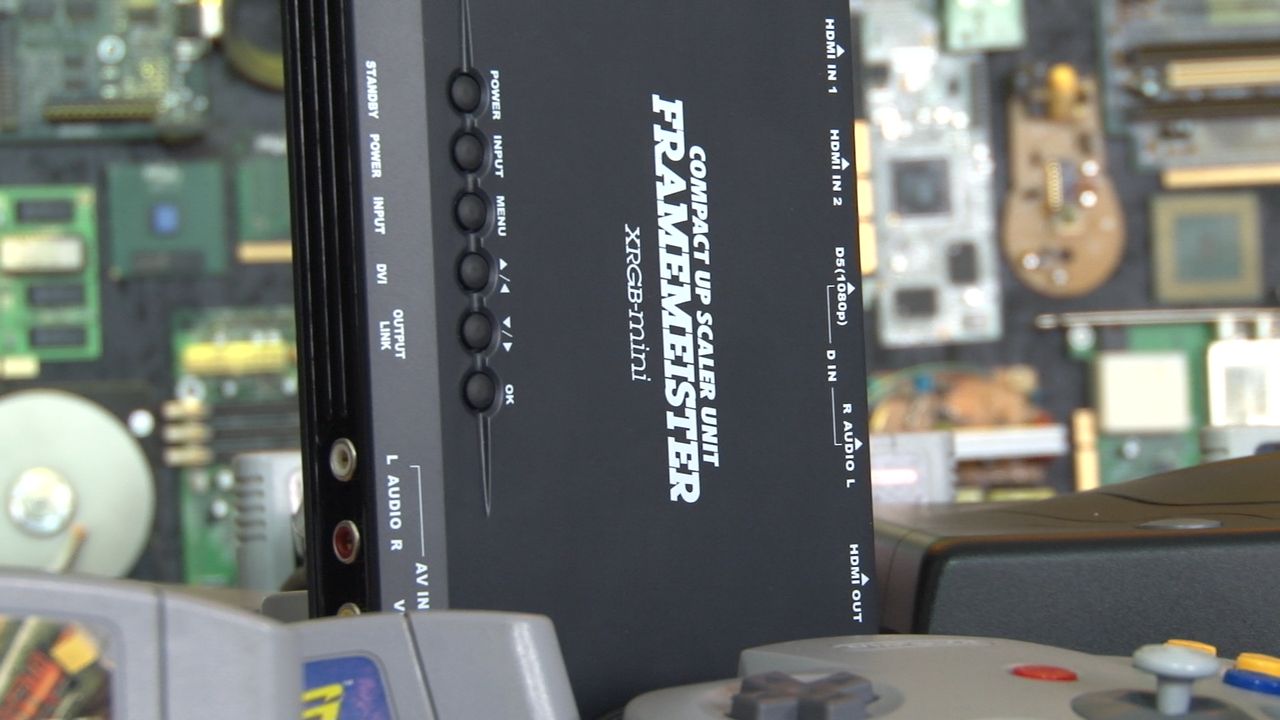 STANDBY
POWER
INPUT
DVI
OUTPUT
LINK
L AUDIO R
AV IN
V
POWER
INPUT
MENU
▲/◀
▼/▶
OK
COMPACT UP SCALER UNIT
FRAMEMEISTER
XRGB-mini
HDMI IN 1
HDMI IN 2
D5(1080p)
D IN
R AUDIO L
HDMI OUT